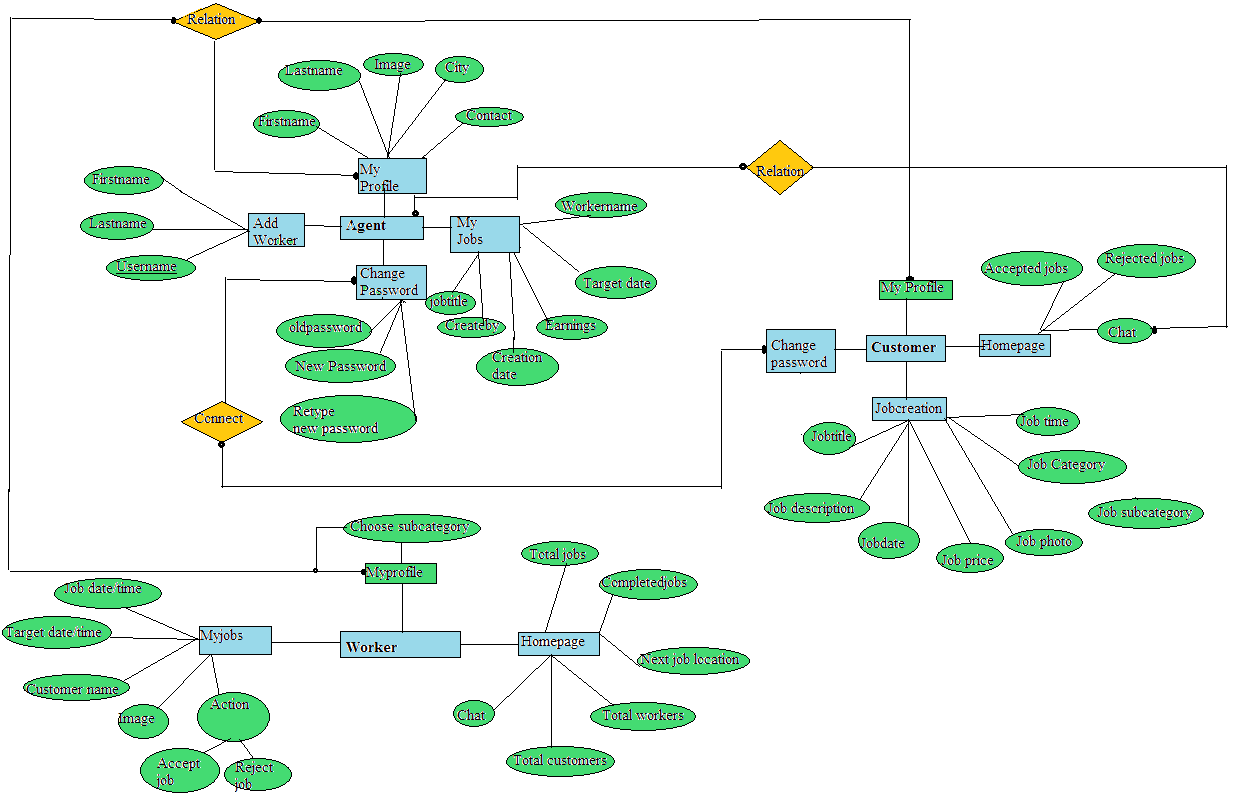 Relation
Lastname
Image
City
Firstname
Contact
My
Profile
Relation
Firstname
Lastname
Username
Add
Worker
Agent
My
Jobs
Workername
Target date
Change
Password
jobtitle
Createby
Earnings
Creation
date
oldpassword
New Password
Retype
new password
Connect
Accepted jobs
Rejected jobs
My Profile
Chat
Change
password
Customer
Homepage
Jobcreation
Jobtitle
Job time
Job Category
Job description
Job subcategory
Jobdate
Job price
Job photo
Choose subcategory
Myprofile
Total jobs
Completedjobs
Job date/time
Target date/time
Myjobs
Worker
Homepage
Next job location
Customer name
Image
Action
Chat
Total workers
Accept
job
Reject
job
Total customers